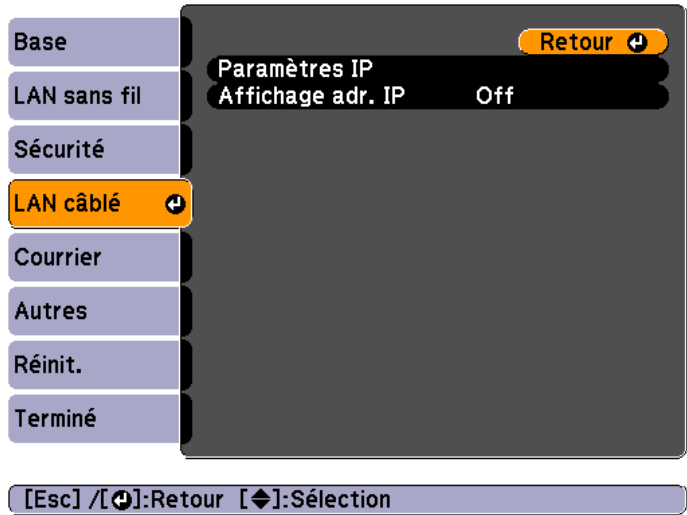 Base
LAN sans fil
Sécurité
LAN câblé
Courrier
Autres
Réinit.
Terminé
Retour
Paramètres IP
Affichage adr. IP Off
[Esc] /[⏎]:Retour [◆]:Sélection